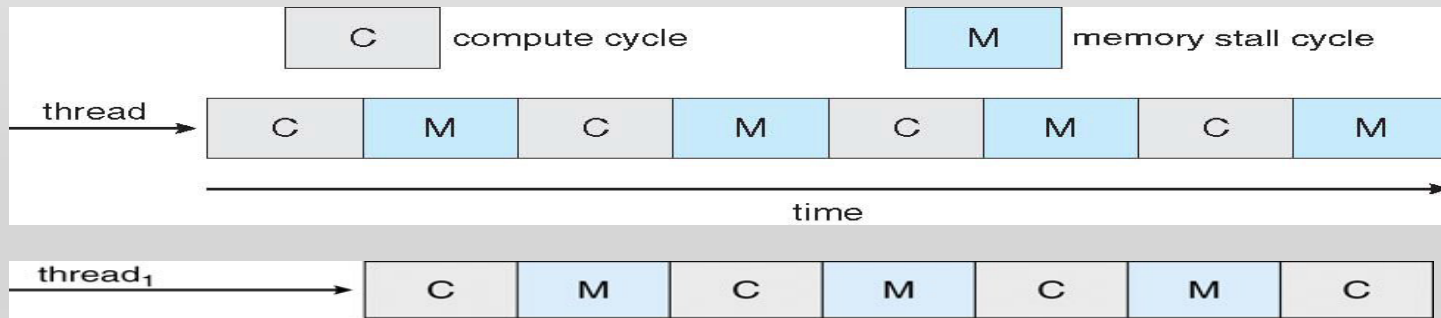 C compute cycle M memory stall cycle
thread C M C M C M C M
time
thread₁ C M C M C M C